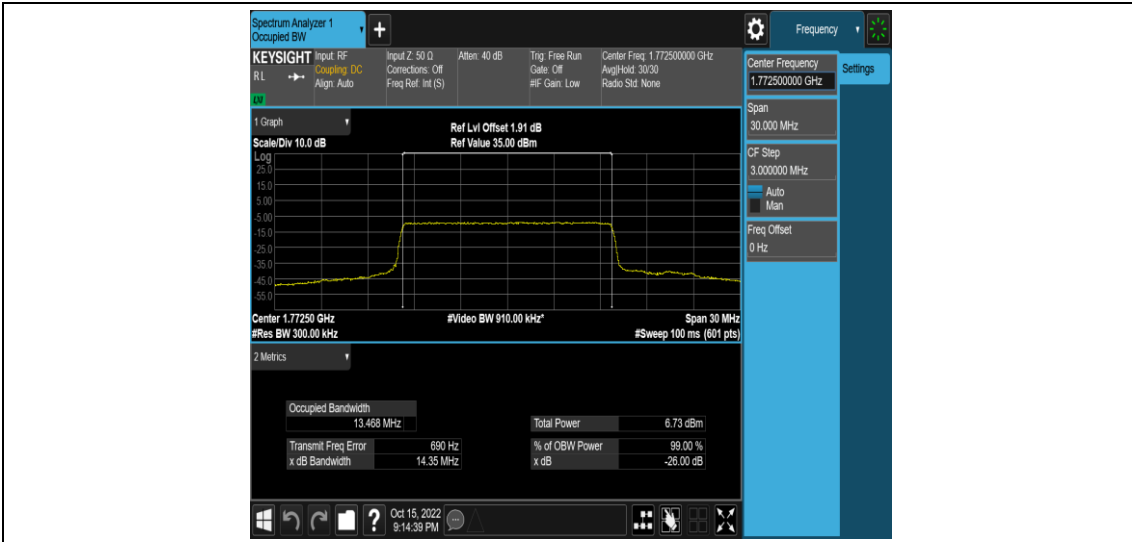 Spectrum Analyzer 1
Occupied BW
+
Frequency
KEYSIGHT Input: RF Input Z: 50 Ω Atten: 40 dB Trig: Free Run Center Freq: 1.772500000 GHz
RL Coupling: DC Corrections: Off Gate: Off Avg|Hold: 30/30
Align: Auto Freq Ref: Int (S) #IF Gain: Low Radio Std: None
LXI
Center Frequency
1.772500000 GHz
Settings
Span
30.000 MHz
CF Step
3.000000 MHz
Auto
Man
Freq Offset
0 Hz
1 Graph
Ref Lvl Offset 1.91 dB
Scale/Div 10.0 dB Ref Value 35.00 dBm
Log
25.0
15.0
5.00
-5.00
-15.0
-25.0
-35.0
-45.0
-55.0
Center 1.77250 GHz #Video BW 910.00 kHz* Span 30 MHz
#Res BW 300.00 kHz #Sweep 100 ms (601 pts)
2 Metrics
Occupied Bandwidth
13.468 MHz Total Power 6.73 dBm
Transmit Freq Error 690 Hz % of OBW Power 99.00 %
x dB Bandwidth 14.35 MHz x dB -26.00 dB
? Oct 15, 2022
9:14:39 PM